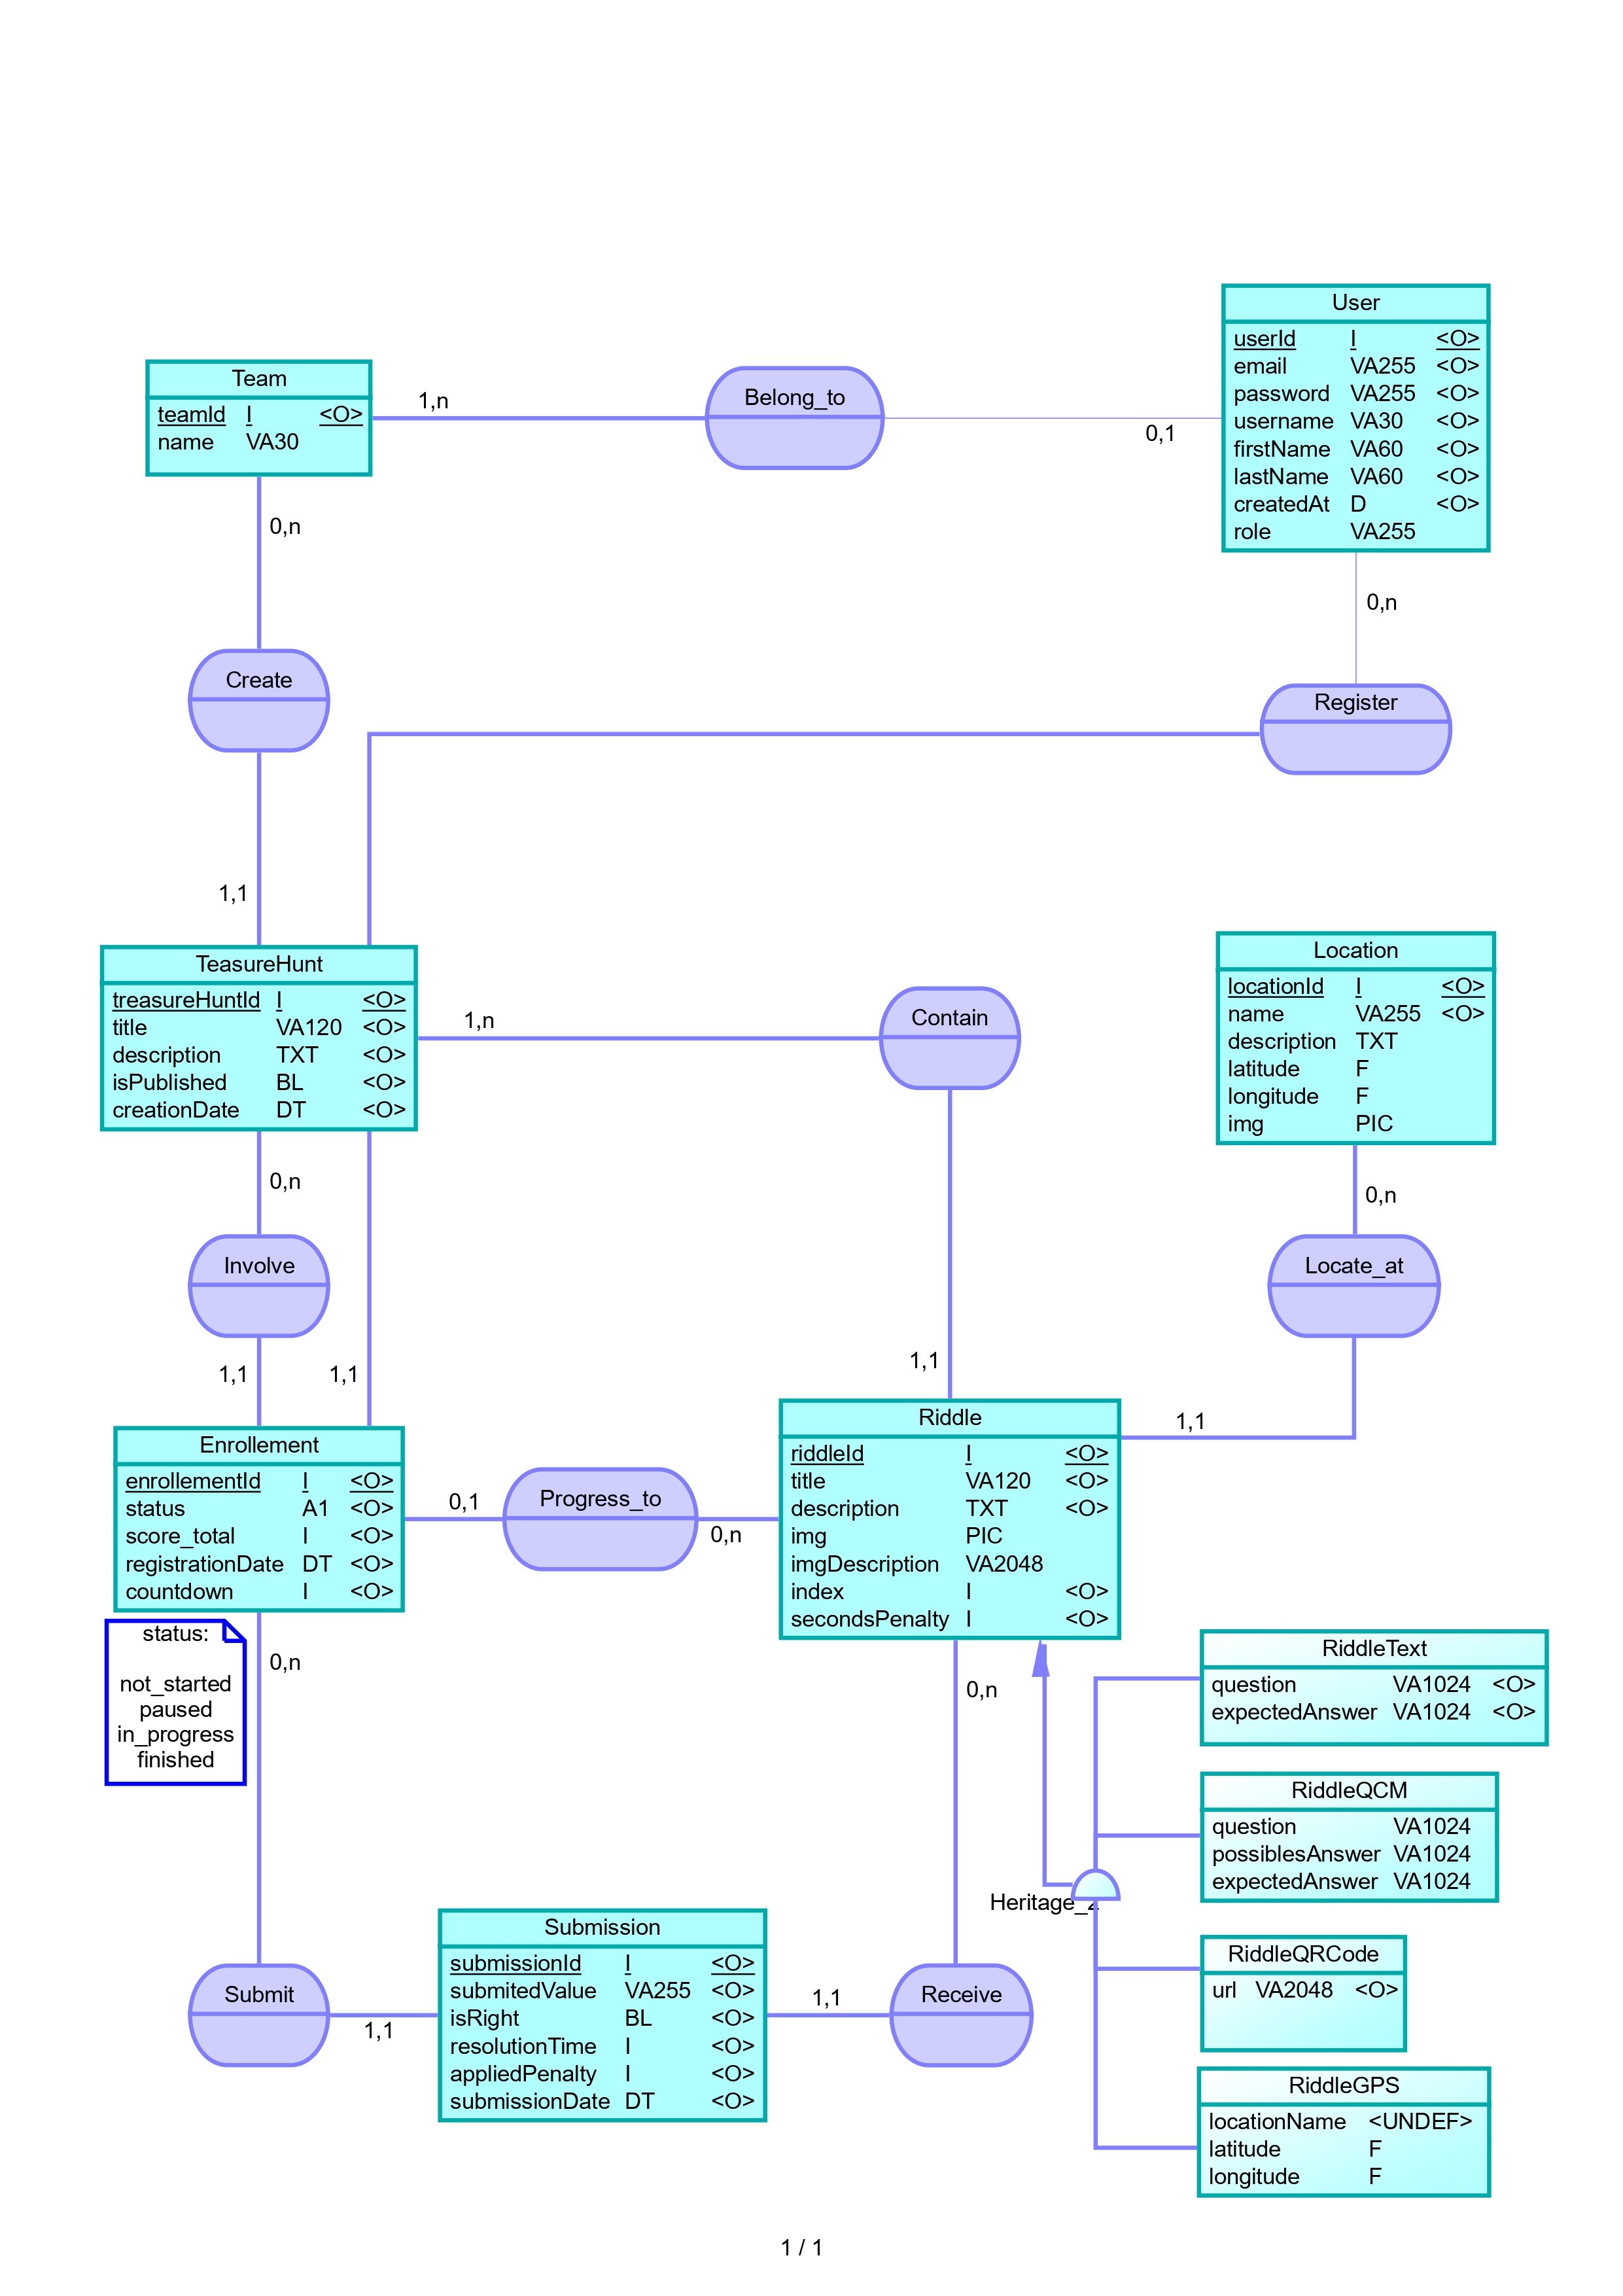 User
userId I <O>
email VA255 <O>
password VA255 <O>
username VA30 <O>
firstName VA60 <O>
lastName VA60 <O>
createdAt D <O>
role VA255
Team
teamId I <O>
name VA30
1,n
Belong_to
0,1
0,n
0,n
Create
Register
1,1
TeasureHunt
treasureHuntId I <O>
title VA120 <O>
description TXT <O>
isPublished BL <O>
creationDate DT <O>
1,n
Contain
Location
locationId I <O>
name VA255 <O>
description TXT
latitude F
longitude F
img PIC
0,n
0,n
Involve
Locate_at
1,1
1,1
1,1
1,1
Enrollement
enrollementId I <O>
status A1 <O>
score_total I <O>
registrationDate DT <O>
countdown I <O>
0,1
Progress_to
0,n
Riddle
riddleId I <O>
title VA120 <O>
description TXT <O>
img PIC
imgDescription VA2048
index I <O>
secondsPenalty I <O>
status:
not_started
paused
in_progress
finished
0,n
0,n
RiddleText
question VA1024 <O>
expectedAnswer VA1024 <O>
RiddleQCM
question VA1024
possiblesAnswer VA1024
expectedAnswer VA1024
Heritage_2
RiddleQRCode
url VA2048 <O>
Submission
submissionId I <O>
submitedValue VA255 <O>
isRight BL <O>
resolutionTime I <O>
appliedPenalty I <O>
submissionDate DT <O>
Submit
1,1
1,1
Receive
RiddleGPS
locationName <UNDEF>
latitude F
longitude F
1 / 1